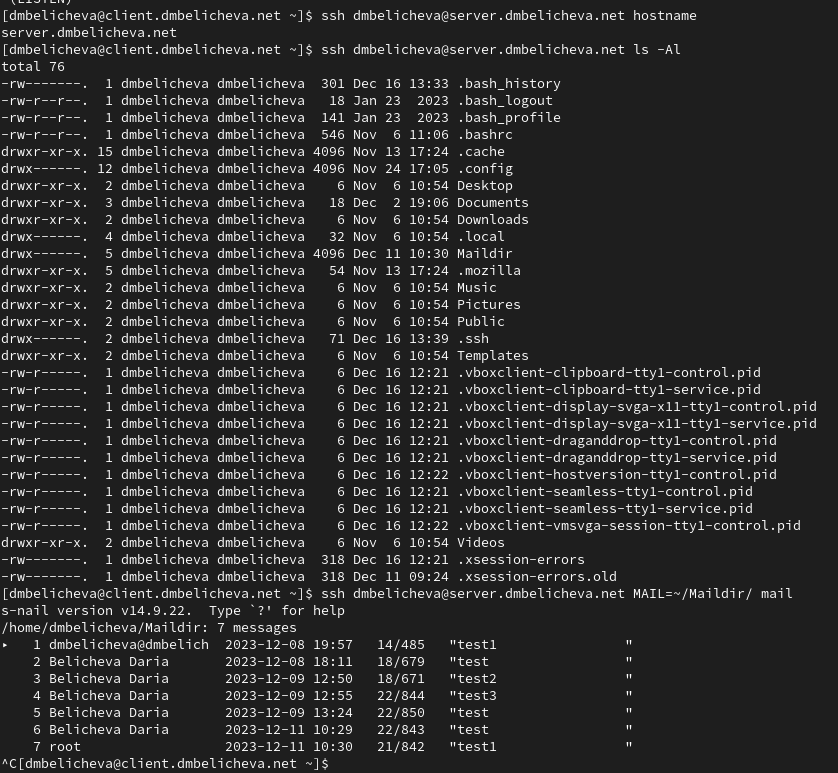 (LISTEN)
[dmbelicheva@client.dmbelicheva.net ~]$ ssh dmbelicheva@server.dmbelicheva.net hostname
server.dmbelicheva.net
[dmbelicheva@client.dmbelicheva.net ~]$ ssh dmbelicheva@server.dmbelicheva.net ls -Al
total 76
-rw-------.  1 dmbelicheva dmbelicheva  301 Dec 16 13:33 .bash_history
-rw-r--r--.  1 dmbelicheva dmbelicheva   18 Jan 23  2023 .bash_logout
-rw-r--r--.  1 dmbelicheva dmbelicheva  141 Jan 23  2023 .bash_profile
-rw-r--r--.  1 dmbelicheva dmbelicheva  546 Nov  6 11:06 .bashrc
drwxr-xr-x. 15 dmbelicheva dmbelicheva 4096 Nov 13 17:24 .cache
drwx------. 12 dmbelicheva dmbelicheva 4096 Nov 24 17:05 .config
drwxr-xr-x.  2 dmbelicheva dmbelicheva    6 Nov  6 10:54 Desktop
drwxr-xr-x.  3 dmbelicheva dmbelicheva   18 Dec  2 19:06 Documents
drwxr-xr-x.  2 dmbelicheva dmbelicheva    6 Nov  6 10:54 Downloads
drwx------.  4 dmbelicheva dmbelicheva   32 Nov  6 10:54 .local
drwx------.  5 dmbelicheva dmbelicheva 4096 Dec 11 10:30 Maildir
drwxr-xr-x.  5 dmbelicheva dmbelicheva   54 Nov 13 17:24 .mozilla
drwxr-xr-x.  2 dmbelicheva dmbelicheva    6 Nov  6 10:54 Music
drwxr-xr-x.  2 dmbelicheva dmbelicheva    6 Nov  6 10:54 Pictures
drwxr-xr-x.  2 dmbelicheva dmbelicheva    6 Nov  6 10:54 Public
drwx------.  2 dmbelicheva dmbelicheva   71 Dec 16 13:39 .ssh
drwxr-xr-x.  2 dmbelicheva dmbelicheva    6 Nov  6 10:54 Templates
-rw-r-----.  1 dmbelicheva dmbelicheva    6 Dec 16 12:21 .vboxclient-clipboard-tty1-control.pid
-rw-r-----.  1 dmbelicheva dmbelicheva    6 Dec 16 12:21 .vboxclient-clipboard-tty1-service.pid
-rw-r-----.  1 dmbelicheva dmbelicheva    6 Dec 16 12:21 .vboxclient-display-svga-x11-tty1-control.pid
-rw-r-----.  1 dmbelicheva dmbelicheva    6 Dec 16 12:21 .vboxclient-display-svga-x11-tty1-service.pid
-rw-r-----.  1 dmbelicheva dmbelicheva    6 Dec 16 12:21 .vboxclient-draganddrop-tty1-control.pid
-rw-r-----.  1 dmbelicheva dmbelicheva    6 Dec 16 12:21 .vboxclient-draganddrop-tty1-service.pid
-rw-r-----.  1 dmbelicheva dmbelicheva    6 Dec 16 12:22 .vboxclient-hostversion-tty1-control.pid
-rw-r-----.  1 dmbelicheva dmbelicheva    6 Dec 16 12:21 .vboxclient-seamless-tty1-control.pid
-rw-r-----.  1 dmbelicheva dmbelicheva    6 Dec 16 12:21 .vboxclient-seamless-tty1-service.pid
-rw-r-----.  1 dmbelicheva dmbelicheva    6 Dec 16 12:22 .vboxclient-vmsvga-session-tty1-control.pid
drwxr-xr-x.  2 dmbelicheva dmbelicheva    6 Nov  6 10:54 Videos
-rw-------.  1 dmbelicheva dmbelicheva  318 Dec 16 12:21 .xsession-errors
-rw-------.  1 dmbelicheva dmbelicheva  318 Dec 11 09:24 .xsession-errors.old
[dmbelicheva@client.dmbelicheva.net ~]$ ssh dmbelicheva@server.dmbelicheva.net MAIL=~/Maildir/ mail
s-nail version v14.9.22.  Type `?' for help
/home/dmbelicheva/Maildir: 7 messages
▸   1 dmbelicheva@dmbelich  2023-12-08 19:57   14/485   "test1                "
    2 Belicheva Daria       2023-12-08 18:11   18/679   "test                 "
    3 Belicheva Daria       2023-12-09 12:50   18/671   "test2                "
    4 Belicheva Daria       2023-12-09 12:55   22/844   "test3                "
    5 Belicheva Daria       2023-12-09 13:24   22/850   "test                 "
    6 Belicheva Daria       2023-12-11 10:29   22/843   "test                 "
    7 root                  2023-12-11 10:30   21/842   "test1                "
^C[dmbelicheva@client.dmbelicheva.net ~]$